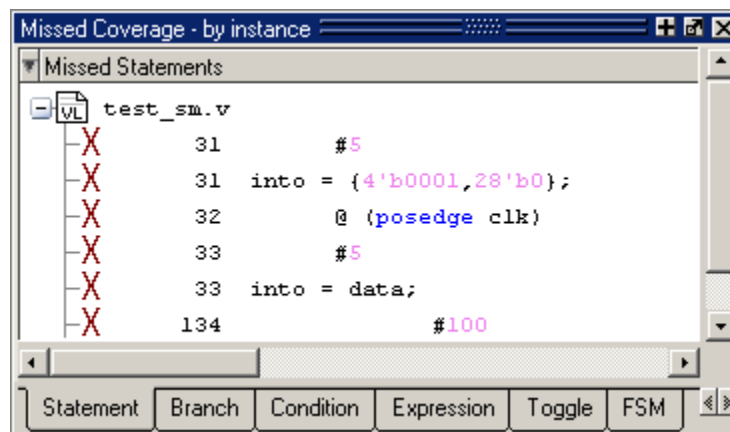 Missed Coverage - by instance
Missed Statements
VL test_sm.v
X 31 #5
X 31 into = {4'b0001,28'b0};
X 32 @ (posedge clk)
X 33 #5
X 33 into = data;
X 134 #100
Statement Branch Condition Expression Toggle FSM